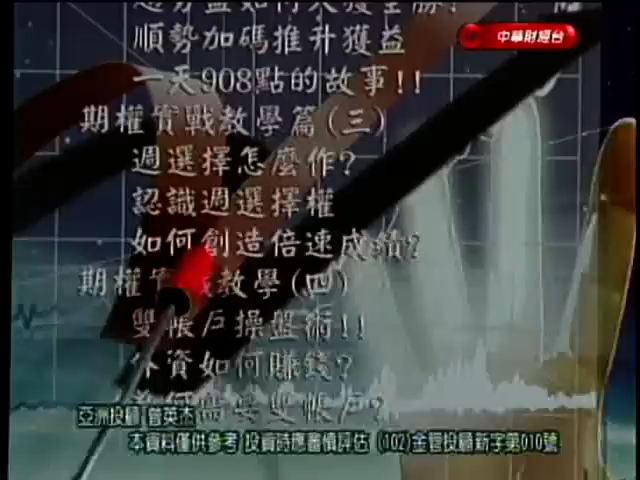 順勢加碼推升獲益
中華財經台
一天908點的故事!!
期權實戰教學篇(三)
週選擇怎麼作?
認識週選擇權
如何創造倍速成績?
期權實戰教學(四)
雙帳戶操盤術!!
外資如何賺錢?
亞洲投顧 曾英杰
本資料僅供參考 投資時應審慎評估 (102)金管投顧新字第010號